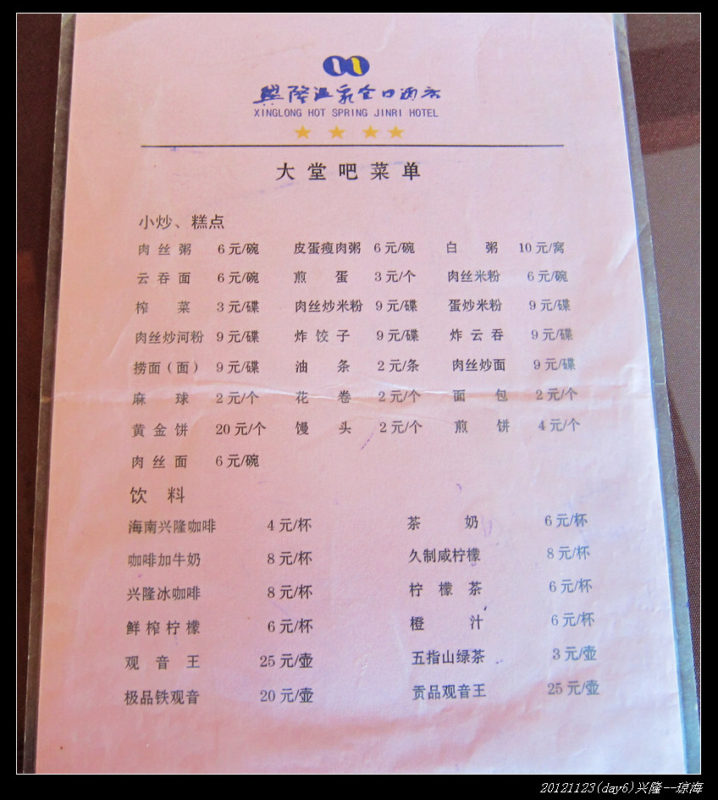 興隆温泉金日酒店
XINGLONG HOT SPRING JINRI HOTEL
大堂吧菜单
小炒、糕点
肉丝粥 6元/碗 皮蛋瘦肉粥 6元/碗 白粥 10元/窝
云吞面 6元/碗 煎蛋 3元/个 肉丝米粉 6元/碗
榨菜 3元/碟 肉丝炒米粉 9元/碟 蛋炒米粉 9元/碟
肉丝炒河粉 9元/碟 炸饺子 9元/碟 炸云吞 9元/碟
捞面(面) 9元/碟 油条 2元/条 肉丝炒面 9元/碟
麻球 2元/个 花卷 2元/个 面包 2元/个
黄金饼 20元/个 馒头 2元/个 煎饼 4元/个
肉丝面 6元/碗
饮料
海南兴隆咖啡 4元/杯 茶奶 6元/杯
咖啡加牛奶 8元/杯 久制咸柠檬 8元/杯
兴隆冰咖啡 8元/杯 柠檬茶 6元/杯
鲜榨柠檬 6元/杯 橙汁 6元/杯
观音王 25元/壶 五指山绿茶 3元/壶
极品铁观音 20元/壶 贡品观音王 25元/壶
20121123(day6)兴隆--琼海